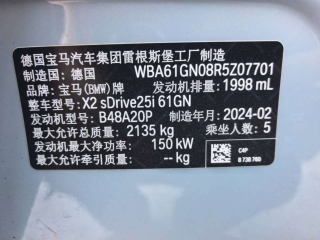 德国宝马汽车集团雷根斯堡工厂制造
制造国：德国 WBA61GN08R5Z07701
品牌：宝马(BMW)牌 发动机排量：1998 mL
整车型号：X2 sDrive25i 61GN
发动机型号：B48A20P 制造年月：2024-02
最大允许总质量：2135 kg 乘坐人数：5
发动机最大净功率：150 kW
最大允许牵引质量：-- kg
C4P
8 738 760